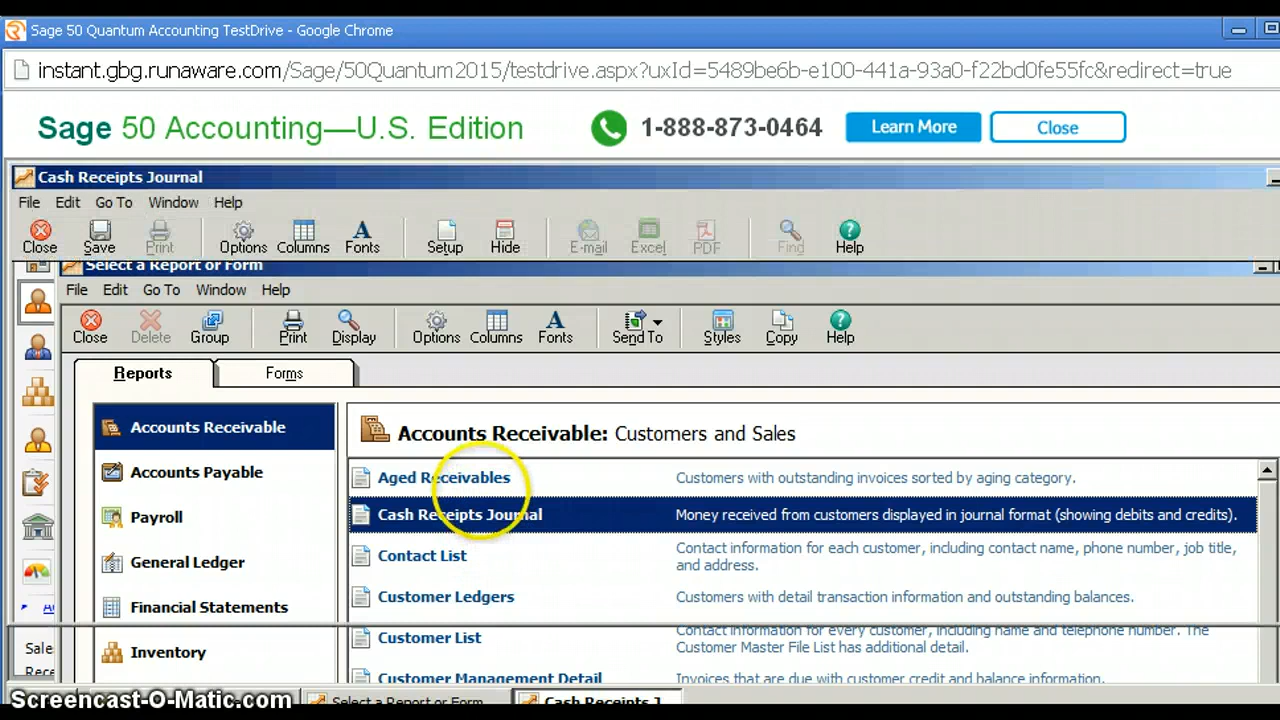 Sage 50 Quantum Accounting TestDrive - Google Chrome
instant.gbg.runaware.com/Sage/50Quantum2015/testdrive.aspx?uxId=5489be6b-e100-441a-93a0-f22bd0fe55fc&redirect=true
Sage 50 Accounting—U.S. Edition 1-888-873-0464 Learn More Close
Cash Receipts Journal
File Edit Go To Window Help
Close Save Print Options Columns Fonts Setup Hide E-mail Excel PDF Find Help
Select a Report or Form
File Edit Go To Window Help
Close Delete Group Print Display Options Columns Fonts Send To Styles Copy Help
Reports Forms
Accounts Receivable
Accounts Payable
Payroll
General Ledger
Financial Statements
Inventory
Accounts Receivable: Customers and Sales
Aged Receivables Customers with outstanding invoices sorted by aging category.
Cash Receipts Journal Money received from customers displayed in journal format (showing debits and credits).
Contact List Contact information for each customer, including contact name, phone number, job title,
and address.
Customer Ledgers Customers with detail transaction information and outstanding balances.
Customer List Contact information for every customer, including name and telephone number. The
Customer Master File List has additional detail.
Customer Management Detail Invoices that are due with customer credit and balance information.
Sale
Rece
Select a Report or Form Cash Receipts J
Screencast-O-Matic.com